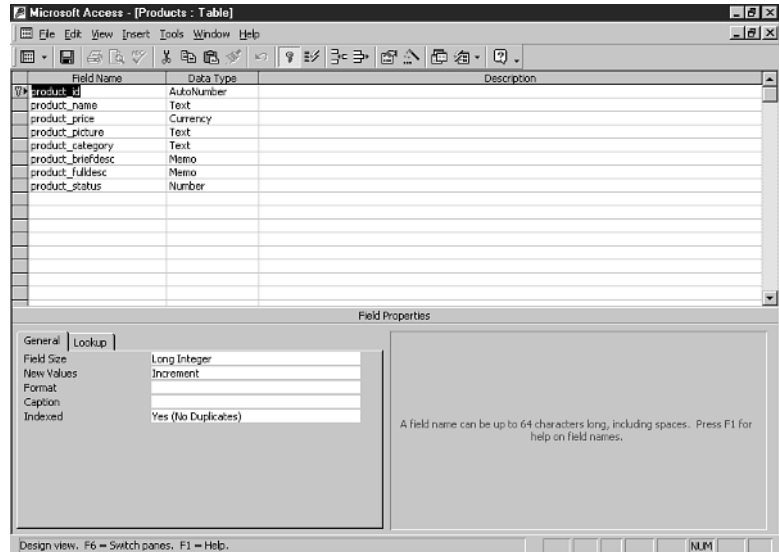 Microsoft Access - [Products : Table]
File Edit View Insert Tools Window Help
Field Name Data Type Description
product_id AutoNumber
product_name Text
product_price Currency
product_picture Text
product_category Text
product_briefdesc Memo
product_fulldesc Memo
product_status Number
Field Properties
General Lookup
Field Size Long Integer
New Values Increment
Format
Caption
Indexed Yes (No Duplicates)
A field name can be up to 64 characters long, including spaces. Press F1 for
help on field names.
Design view. F6 = Switch panes. F1 = Help. NUM